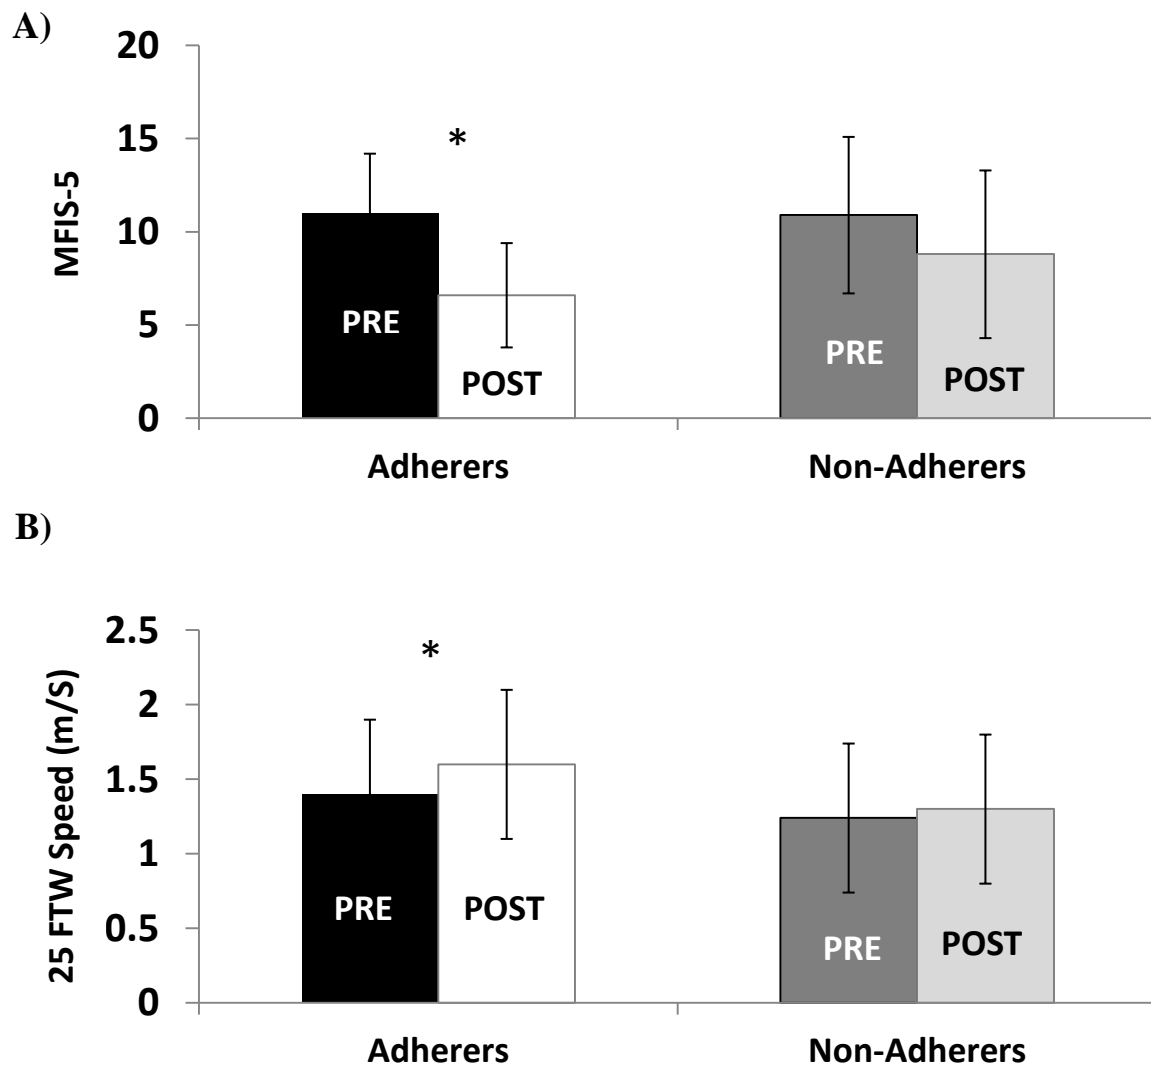 A)
20
15
10
5
0
MFIS-5
*
PRE
POST
PRE
POST
Adherers
Non-Adherers
B)
2.5
2
1.5
1
0.5
0
25 FTW Speed (m/S)
*
PRE
POST
PRE
POST
Adherers
Non-Adherers